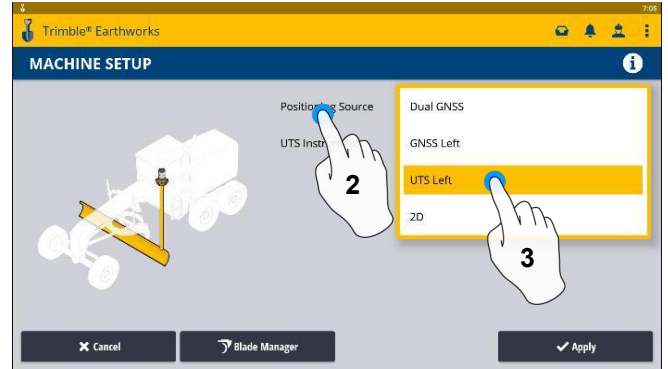 7:05
Trimble® Earthworks
MACHINE SETUP
Positioning Source
Dual GNSS
UTS
GNSS Left
2
UTS Left
2D
3
Cancel
Blade Manager
Apply